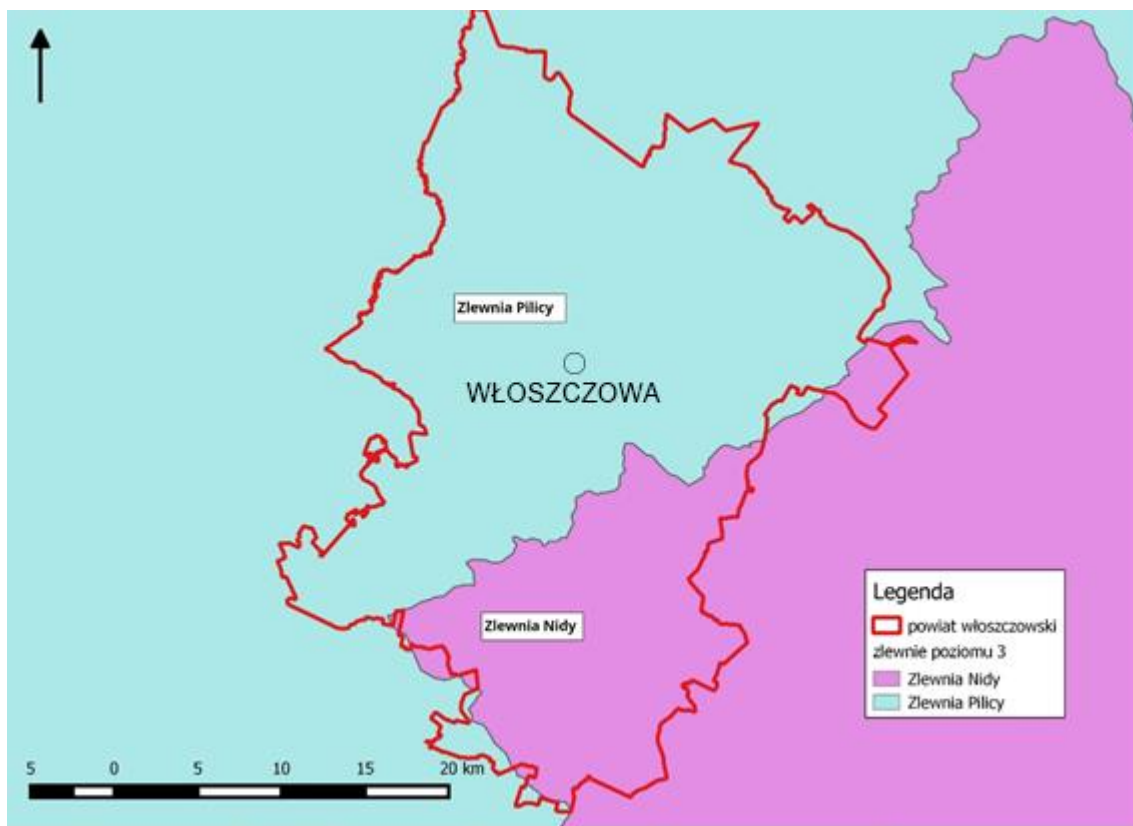 Zlewnia Pilicy
WŁOSZCZOWA
Zlewnia Nidy
Legenda
powiat włoszczowski
zlewnie poziomu 3
Zlewnia Nidy
Zlewnia Pilicy
5 0 5 10 15 20 km